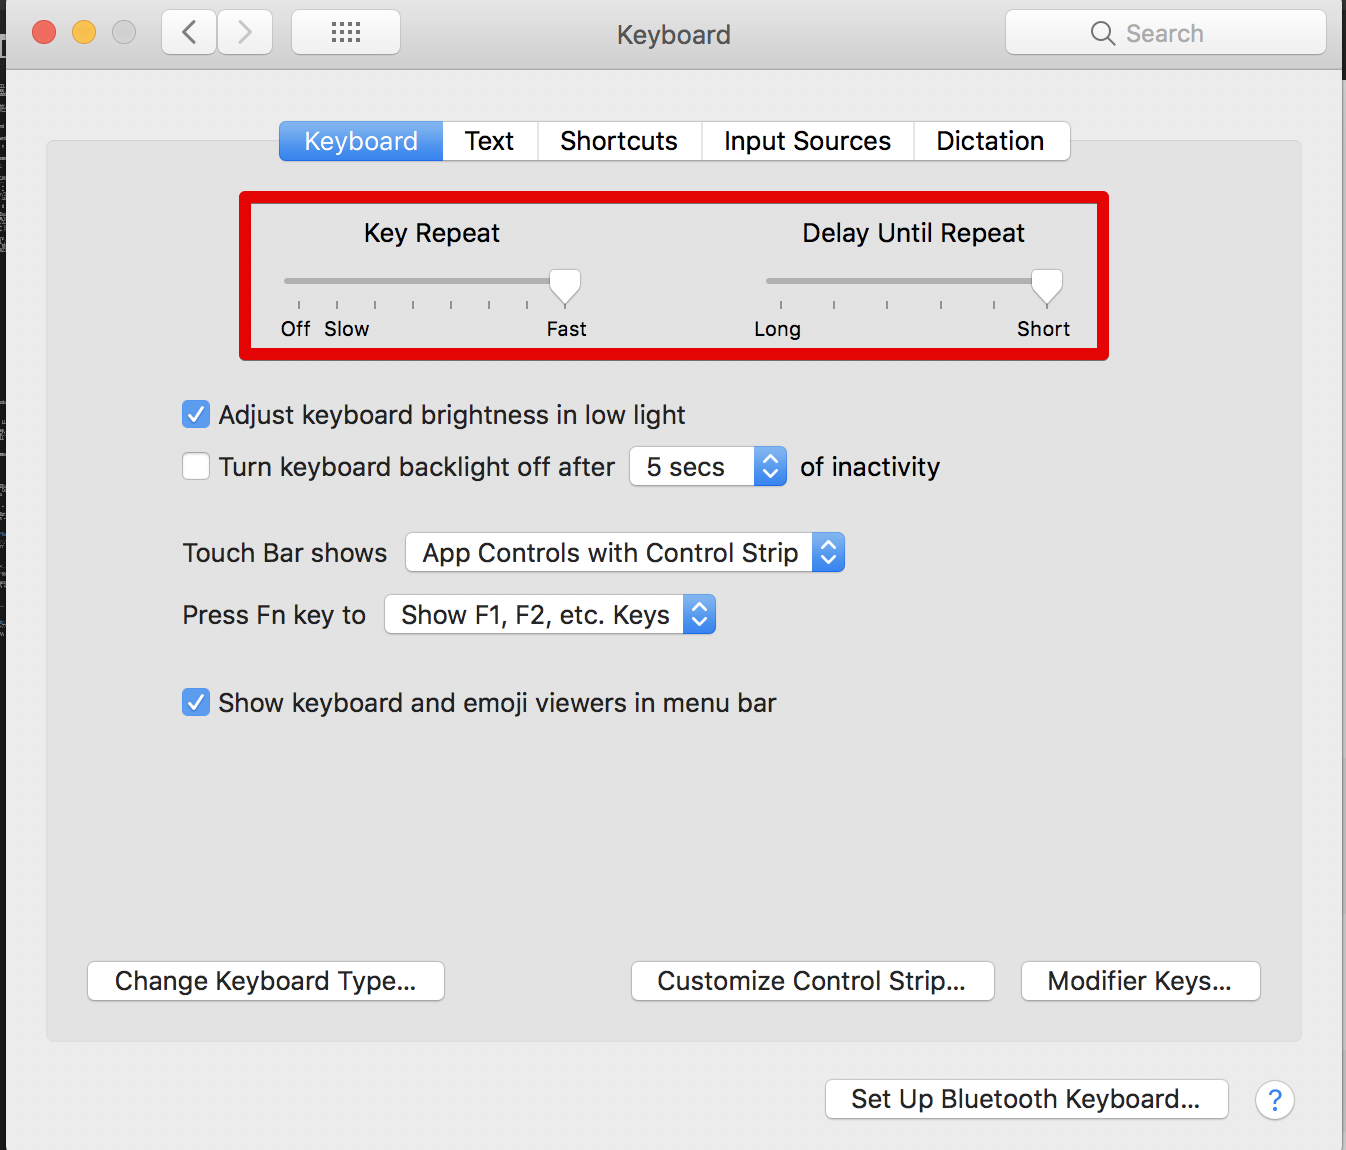 Keyboard
Search
Keyboard Text Shortcuts Input Sources Dictation
Key Repeat Delay Until Repeat
Off Slow Fast Long Short
Adjust keyboard brightness in low light
Turn keyboard backlight off after 5 secs of inactivity
Touch Bar shows App Controls with Control Strip
Press Fn key to Show F1, F2, etc. Keys
Show keyboard and emoji viewers in menu bar
Change Keyboard Type... Customize Control Strip... Modifier Keys...
Set Up Bluetooth Keyboard... ?